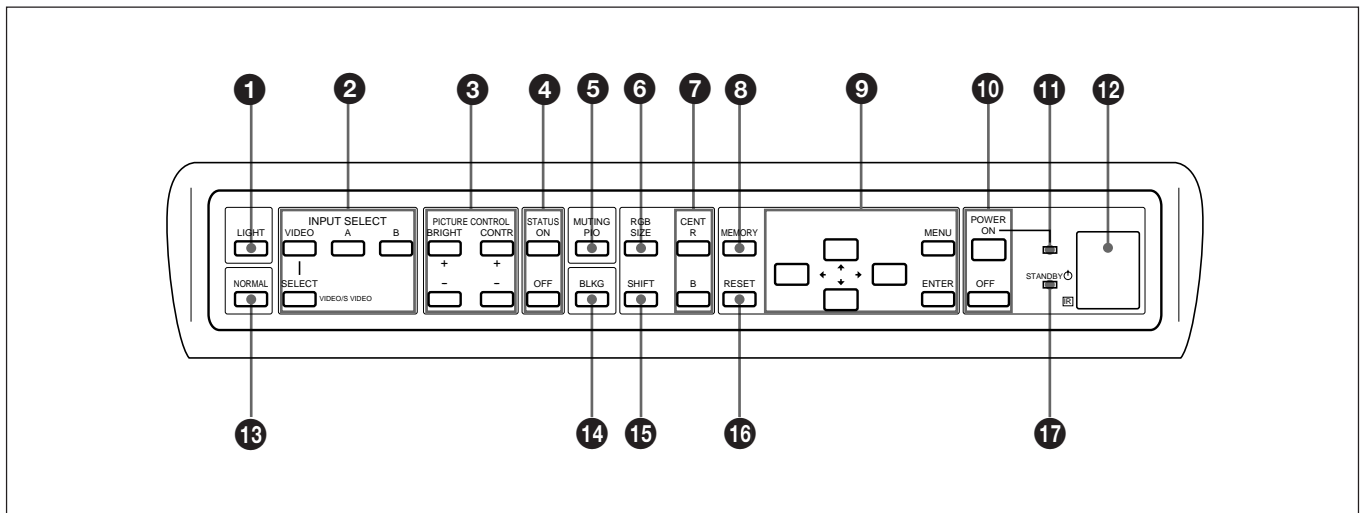 1 2 3 4 5 6 7 8 9 10 11 12
LIGHT
INPUT SELECT
VIDEO A B
PICTURE CONTROL
BRIGHT CONTR
+ +
STATUS
ON
MUTING
PIC
RGB
SIZE
CENT
R
MEMORY
MENU
POWER
ON
NORMAL
SELECT
VIDEO/S VIDEO
− −
OFF
BLKG
SHIFT
B
RESET
ENTER
OFF
STANDBY
IR
13 14 15 16 17